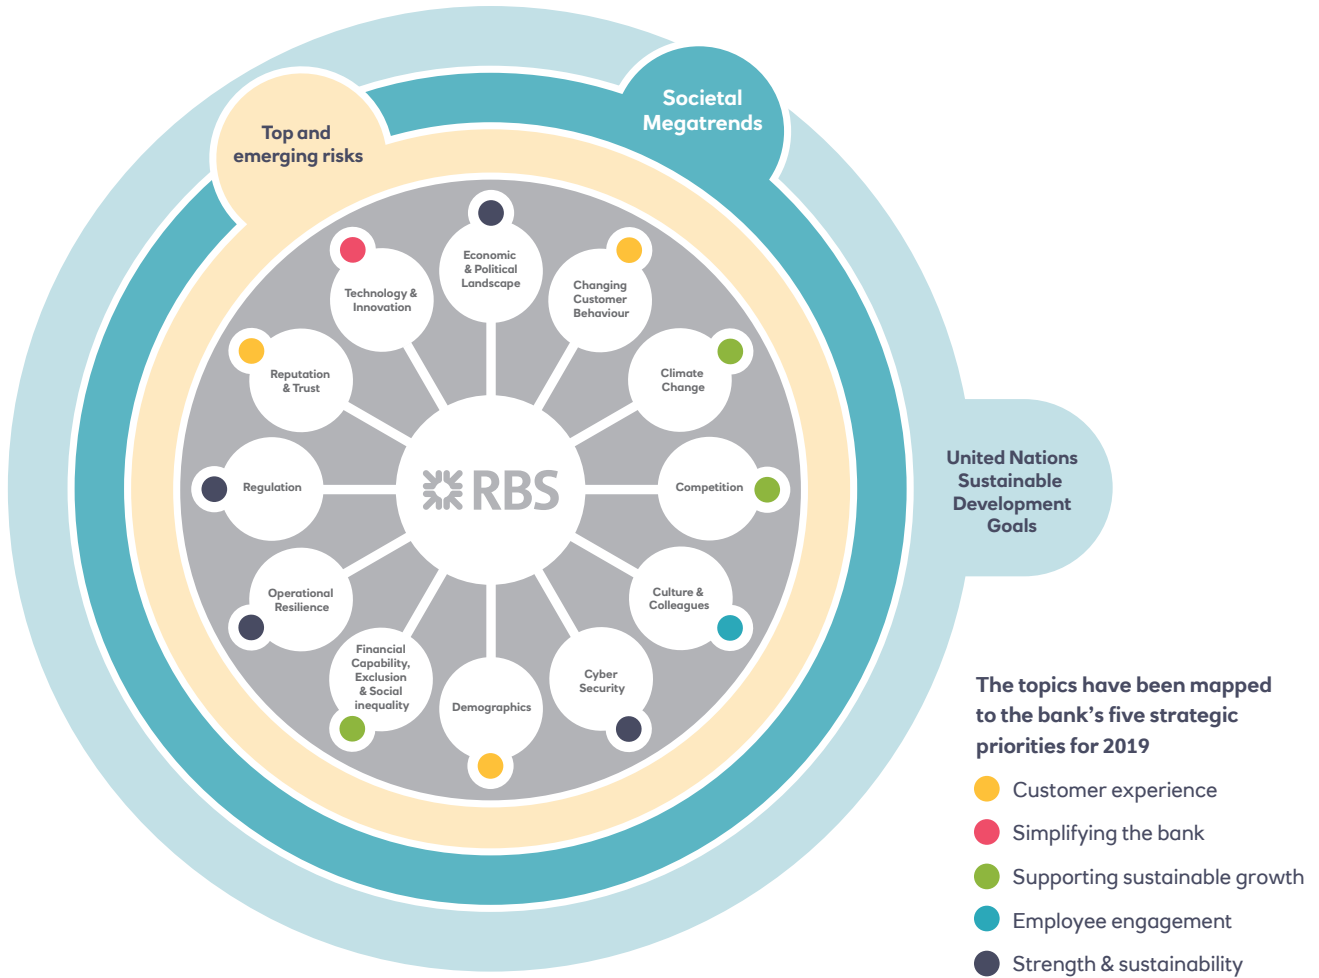 Societal
Megatrends
Top and
emerging risks
Economic
& Political
Landscape
Changing
Customer
Behaviour
Technology &
Innovation
Climate
Change
Reputation
& Trust
United Nations
Sustainable
Development
Goals
Regulation
RBS
Competition
Operational
Resilience
Culture &
Colleagues
Financial
Capability,
Exclusion
& Social
inequality
Cyber
Security
Demographics
The topics have been mapped
to the bank’s five strategic
priorities for 2019
Customer experience
Simplifying the bank
Supporting sustainable growth
Employee engagement
Strength & sustainability